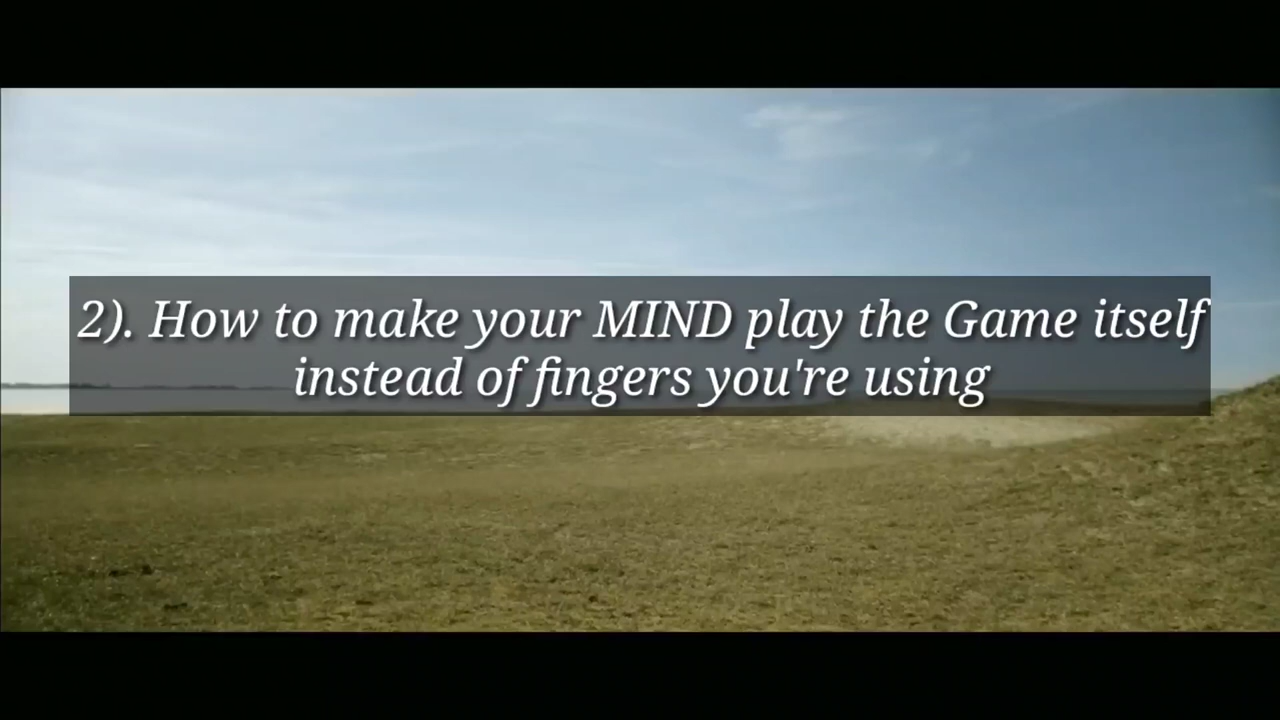 2). How to make your MIND play the Game itself
instead of fingers you're using